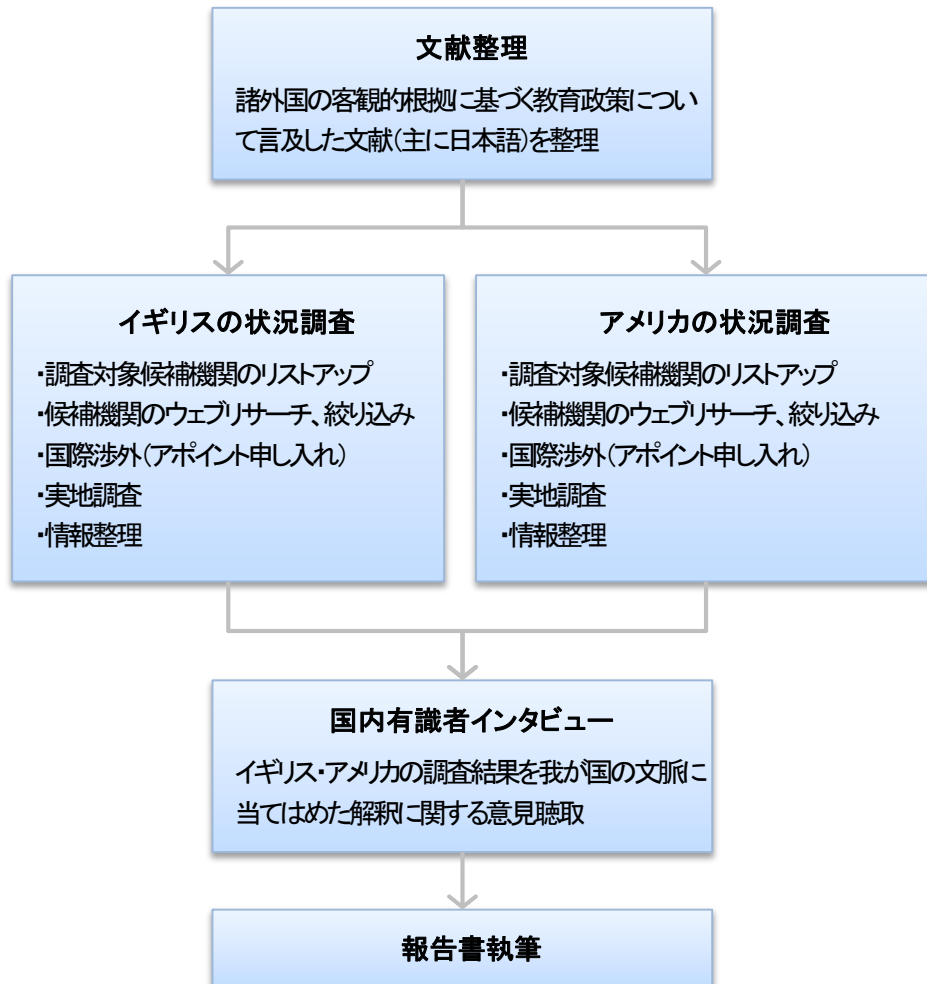 文献整理
諸外国の客観的根拠に基づく教育政策につい
て言及した文献(主に日本語)を整理
イギリスの状況調査
・調査対象候補機関のリストアップ
・候補機関のウェブリサーチ、絞り込み
・国際渉外(アポイント申し入れ)
・実地調査
・情報整理
アメリカの状況調査
・調査対象候補機関のリストアップ
・候補機関のウェブリサーチ、絞り込み
・国際渉外(アポイント申し入れ)
・実地調査
・情報整理
国内有識者インタビュー
イギリス・アメリカの調査結果を我が国の文脈に
当てはめた解釈に関する意見聴取
報告書執筆